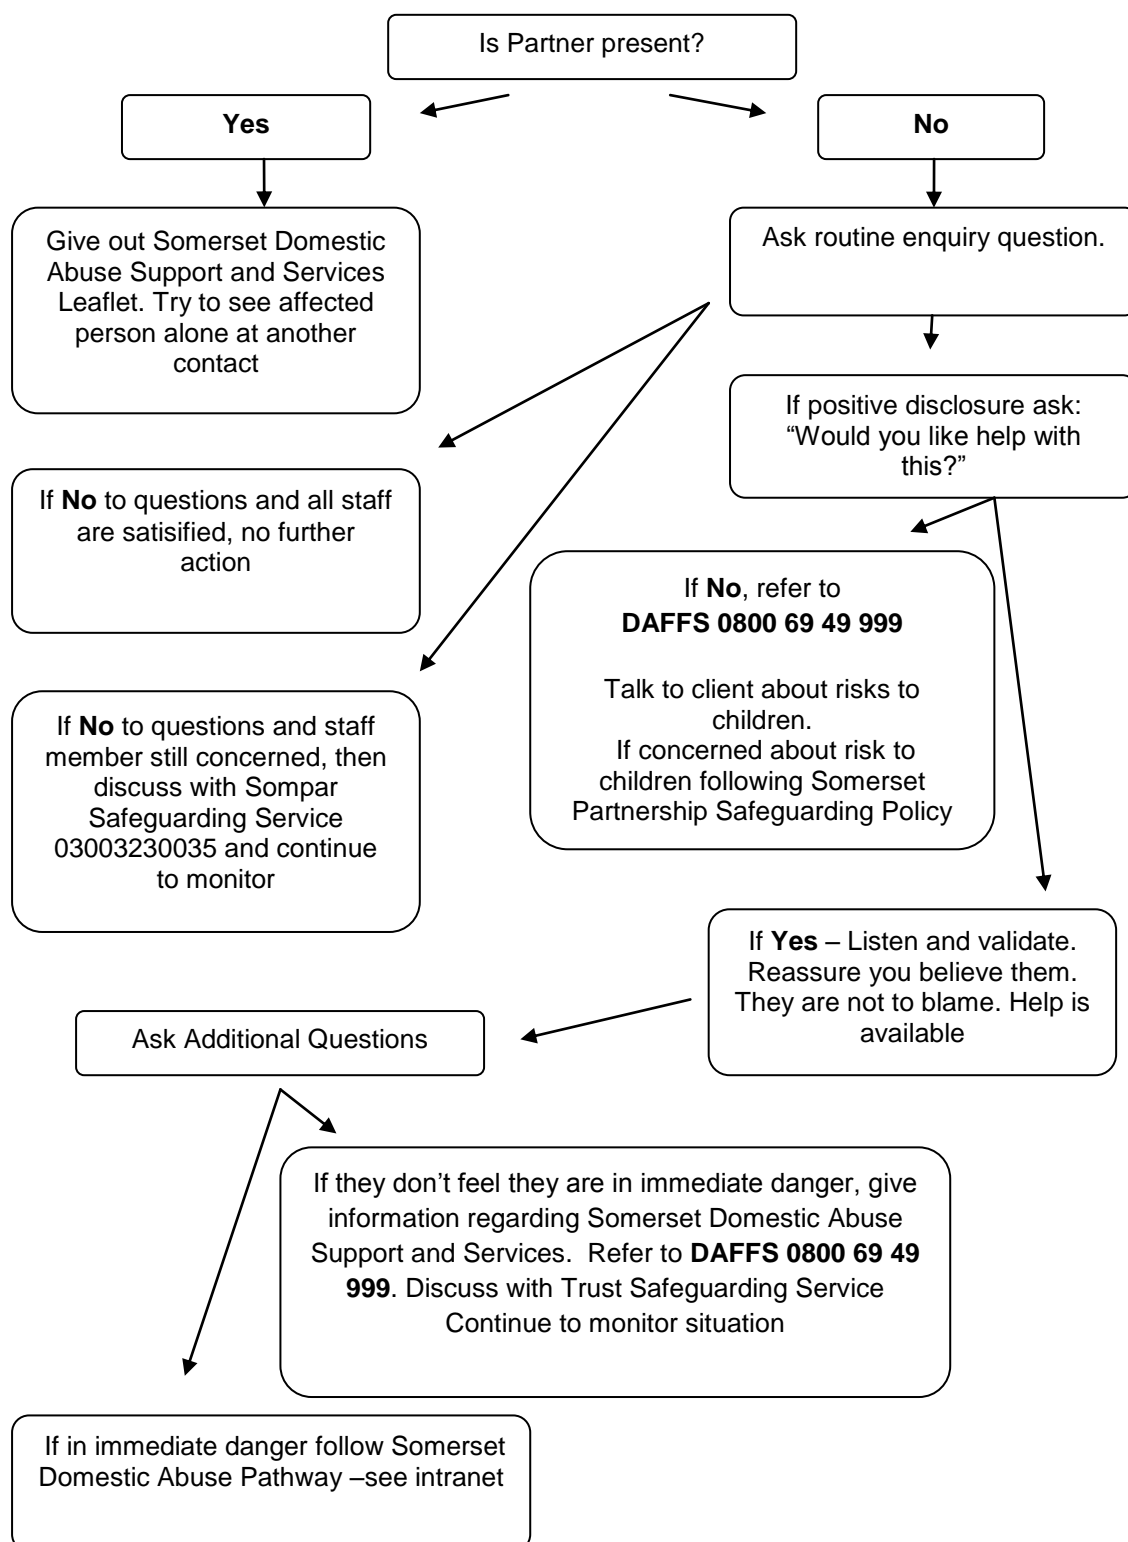 Is Partner present?
Yes
No
Give out Somerset Domestic
Abuse Support and Services
Leaflet. Try to see affected
person alone at another
contact
Ask routine enquiry question.
If positive disclosure ask:
“Would you like help with
this?”
If No to questions and all staff
are satisified, no further
action
If No, refer to
DAFFS 0800 69 49 999
Talk to client about risks to
children.
If concerned about risk to
children following Somerset
Partnership Safeguarding Policy
If No to questions and staff
member still concerned, then
discuss with Sompar
Safeguarding Service
03003230035 and continue
to monitor
If Yes – Listen and validate.
Reassure you believe them.
They are not to blame. Help is
available
Ask Additional Questions
If they don’t feel they are in immediate danger, give
information regarding Somerset Domestic Abuse
Support and Services.  Refer to DAFFS 0800 69 49
999. Discuss with Trust Safeguarding Service
Continue to monitor situation
If in immediate danger follow Somerset
Domestic Abuse Pathway –see intranet